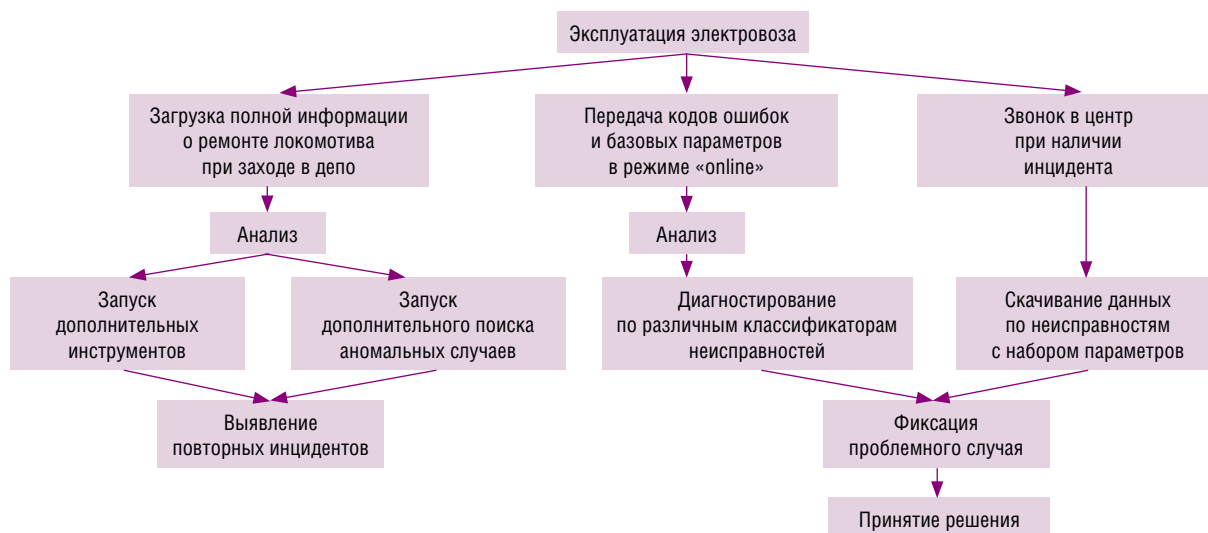 Эксплуатация электровоза
Загрузка полной информации
о ремонте локомотива
при заходе в депо
Передача кодов ошибок
и базовых параметров
в режиме «online»
Звонок в центр
при наличии
инцидента
Анализ
Анализ
Запуск
дополнительных
инструментов
Запуск
дополнительного поиска
аномальных случаев
Диагностирование
по различным классификаторам
неисправностей
Скачивание данных
по неисправностям
с набором параметров
Выявление
повторных инцидентов
Фиксация
проблемного случая
Принятие решения